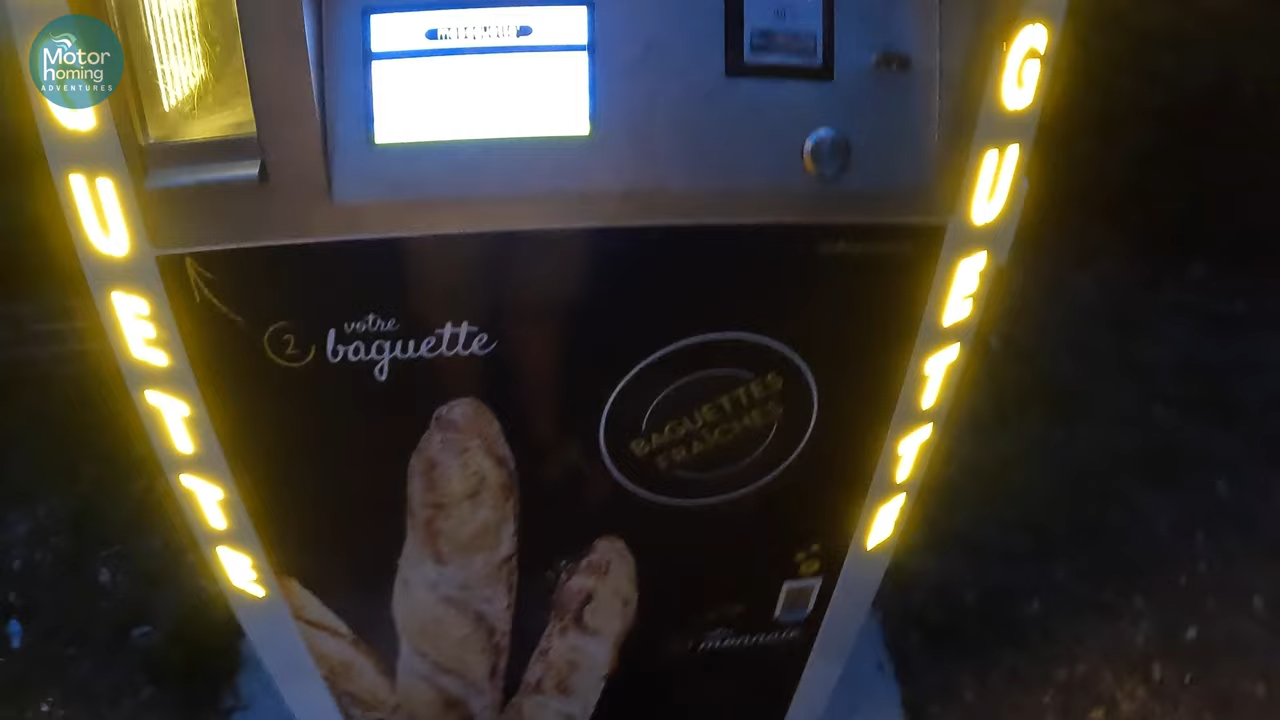 Motor
homing
ADVENTURES
GUETTE
UETTE
2
votre
baguette
BAGUETTES
FRAÎCHES
monnaie